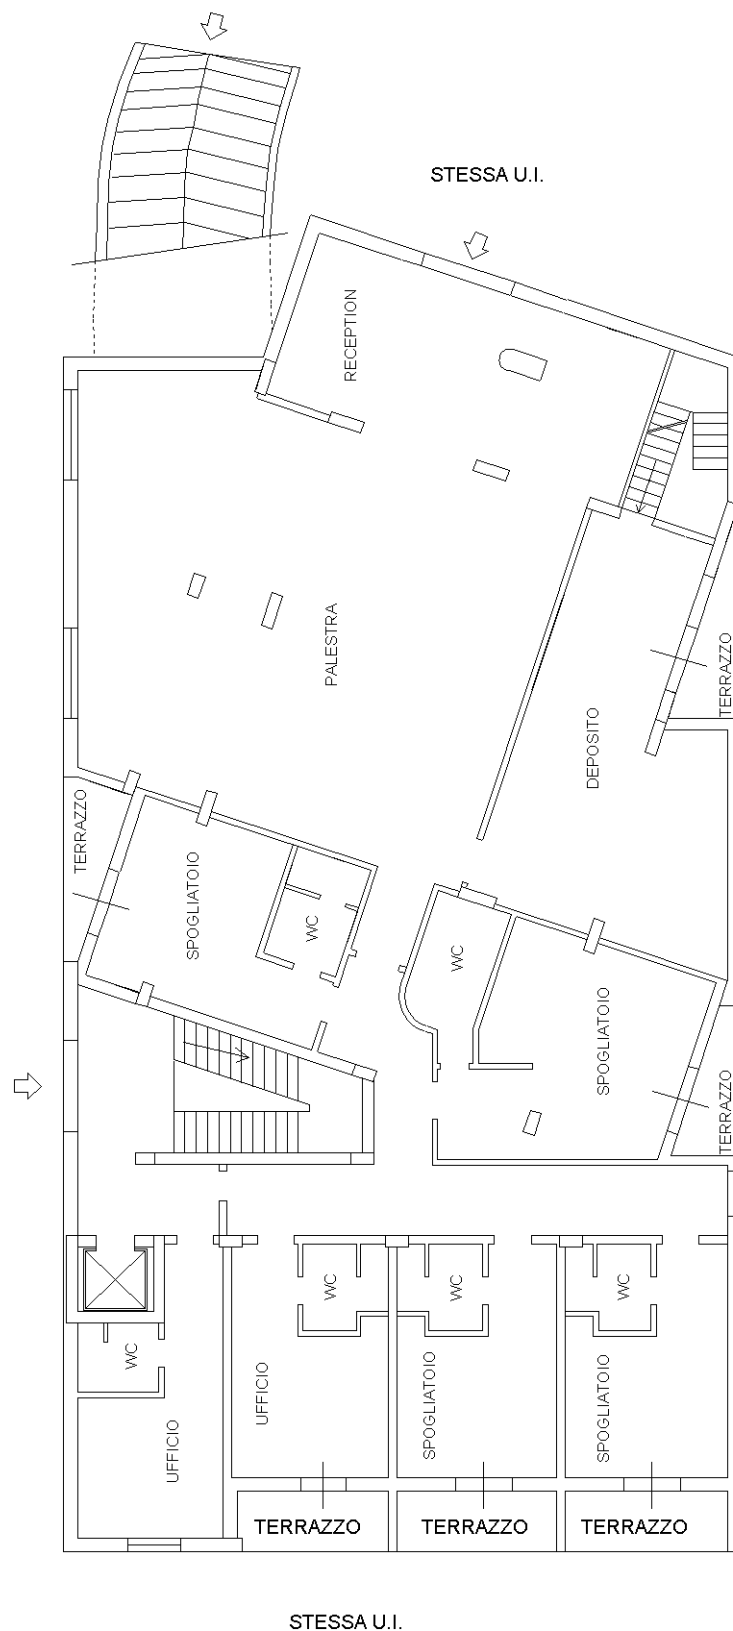 STESSA U.I.
RECEPTION
PALESTRA
TERRAZZO
DEPOSITO
TERRAZZO
SPOGLIATOIO
WC
WC
SPOGLIATOIO
TERRAZZO
WC
WC
WC
WC
UFFICIO
SPOGLIATOIO
SPOGLIATOIO
UFFICIO
TERRAZZO
TERRAZZO
TERRAZZO
STESSA U.I.